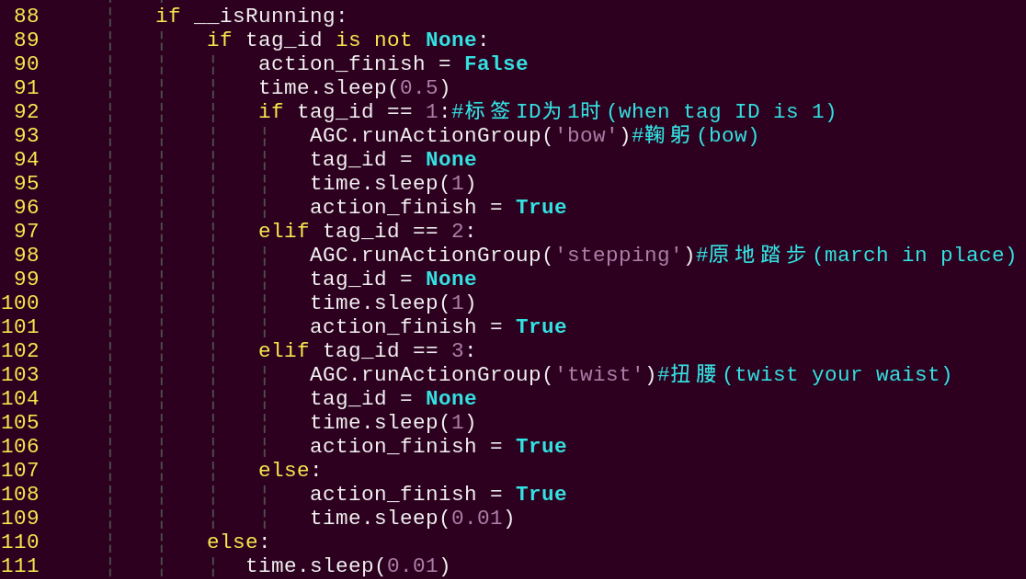 88 if __isRunning:
89 if tag_id is not None:
90 action_finish = False
91 time.sleep(0.5)
92 if tag_id == 1:#标签ID为1时(when tag ID is 1)
93 AGC.runActionGroup('bow')#鞠躬(bow)
94 tag_id = None
95 time.sleep(1)
96 action_finish = True
97 elif tag_id == 2:
98 AGC.runActionGroup('stepping')#原地踏步(march in place)
99 tag_id = None
100 time.sleep(1)
101 action_finish = True
102 elif tag_id == 3:
103 AGC.runActionGroup('twist')#扭腰(twist your waist)
104 tag_id = None
105 time.sleep(1)
106 action_finish = True
107 else:
108 action_finish = True
109 time.sleep(0.01)
110 else:
111 time.sleep(0.01)